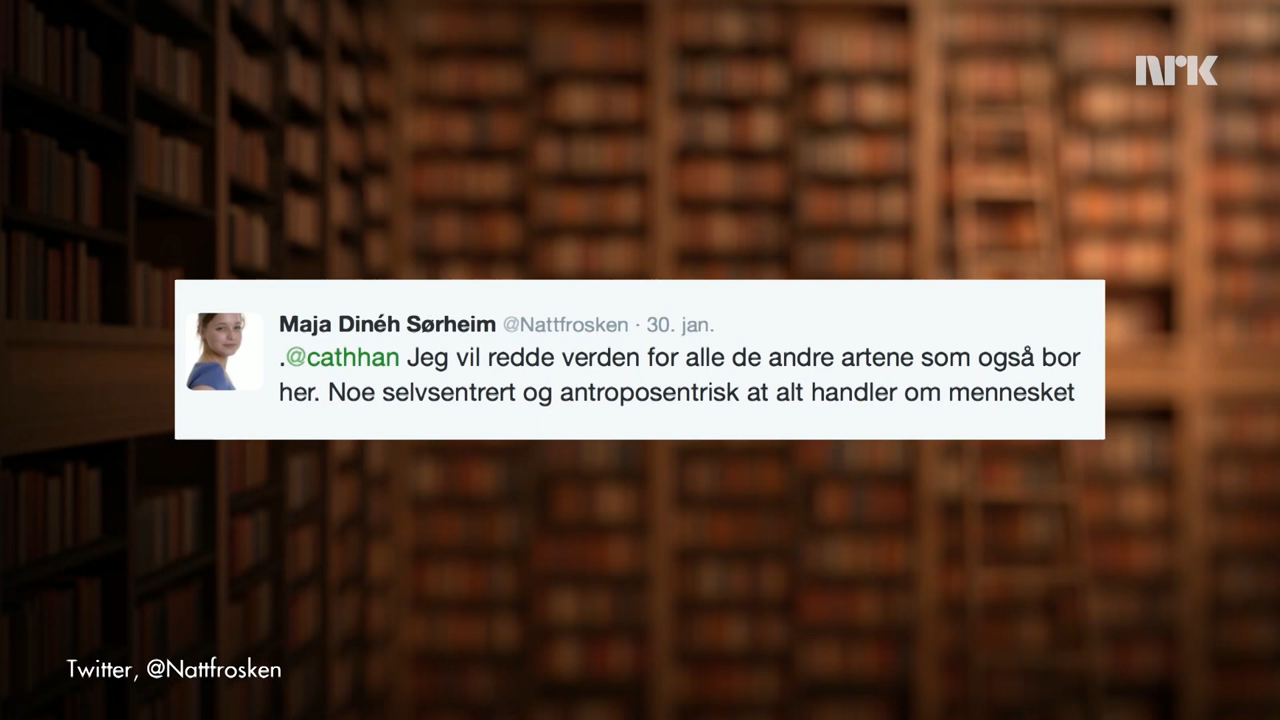 NRK
Maja Dinéh Sørheim @Nattfrosken · 30. jan.
.@cathhan Jeg vil redde verden for alle de andre artene som også bor
her. Noe selvsentrert og antroposentrisk at alt handler om mennesket
Twitter, @Nattfrosken